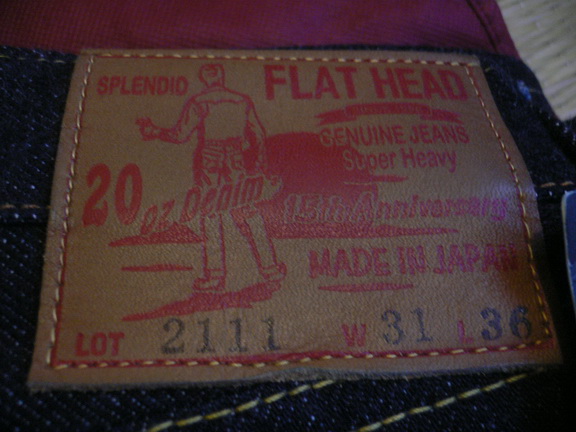 SPLENDID FLAT HEAD
GENUINE JEANS
Super Heavy
20 oz Denim 15th Anniversary
MADE IN JAPAN
LOT 2111 W 31 L 36